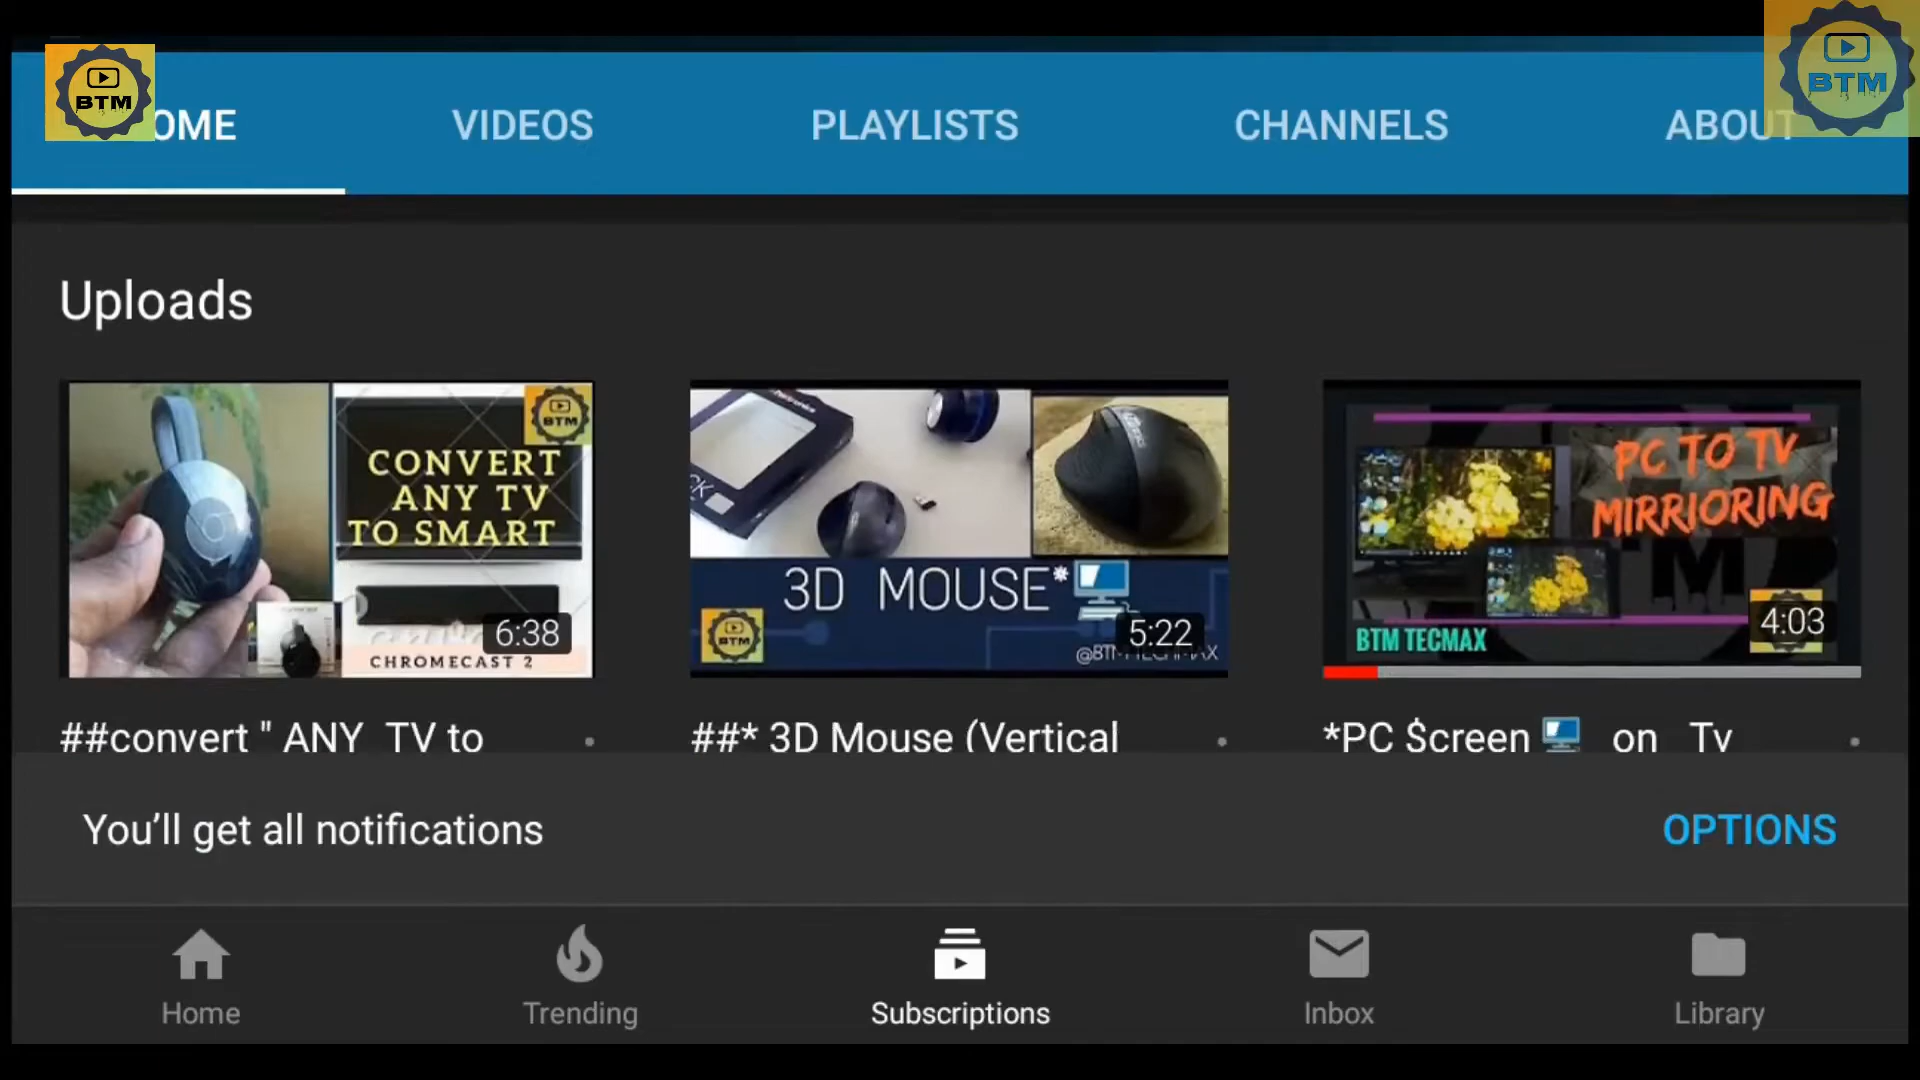 BTM
OME
VIDEOS
PLAYLISTS
CHANNELS
ABOUT
BTM
Uploads
BTM
CONVERT
ANY TV
TO SMART
6:38
CHROMECAST 2
3D MOUSE*
BTM
5:22
PC TO TV
MIRRIORING
BTM TECMAX
4:03
##convert " ANY TV to
##* 3D Mouse (Vertical
*PC $creen 🖥 on Tv
You'll get all notifications
OPTIONS
Home
Trending
Subscriptions
Inbox
Library